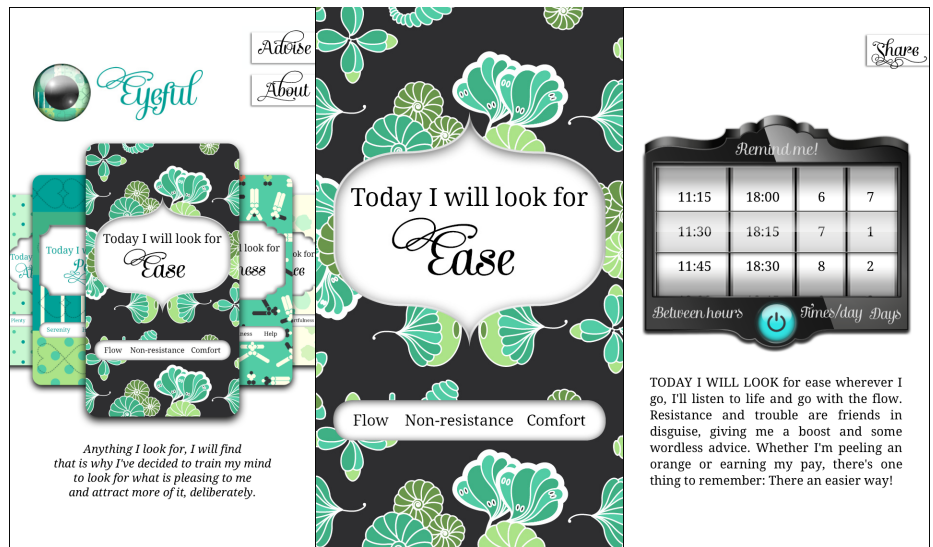 Advise
Eyeful
About
Today I will look for
Ease
Today I
look for
ness
Serenity
Plenty
Help
Flow Non-resistance Comfort
Anything I look for, I will find
that is why I've decided to train my mind
to look for what is pleasing to me
and attract more of it, deliberately.
Today I will look for
Ease
Flow Non-resistance Comfort
Share
Remind me!
11:15 18:00 6 7
11:30 18:15 7 1
11:45 18:30 8 2
Between hours Times/day Days
TODAY I WILL LOOK for ease wherever I
go, I'll listen to life and go with the flow.
Resistance and trouble are friends in
disguise, giving me a boost and some
wordless advice. Whether I'm peeling an
orange or earning my pay, there's one
thing to remember: There an easier way!